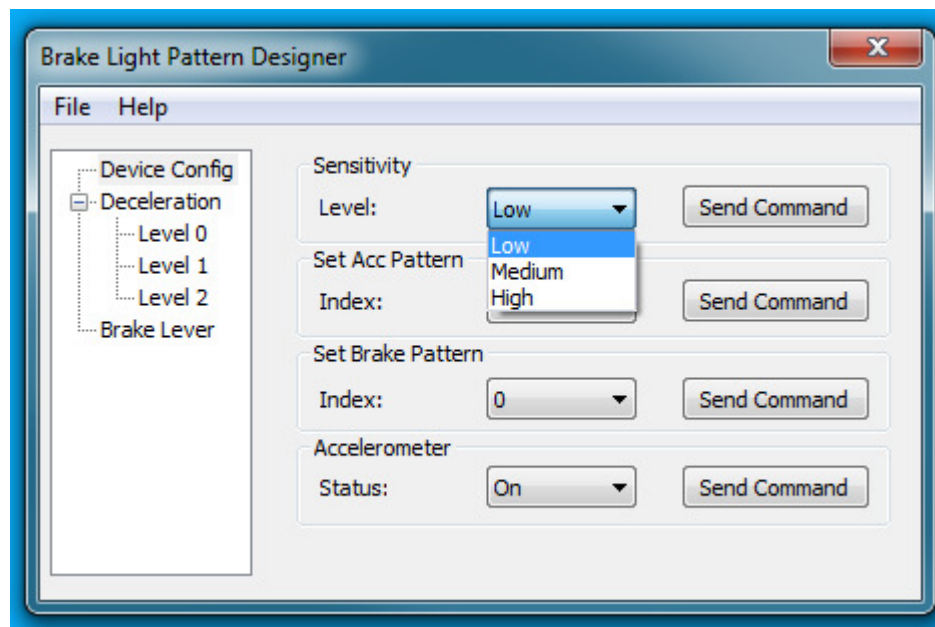 Brake Light Pattern Designer
File Help
Device Config
Deceleration
Level 0
Level 1
Level 2
Brake Lever
Sensitivity
Level: Low Send Command
Low
Medium
High
Set Acc Pattern
Index: Send Command
Set Brake Pattern
Index: 0 Send Command
Accelerometer
Status: On Send Command